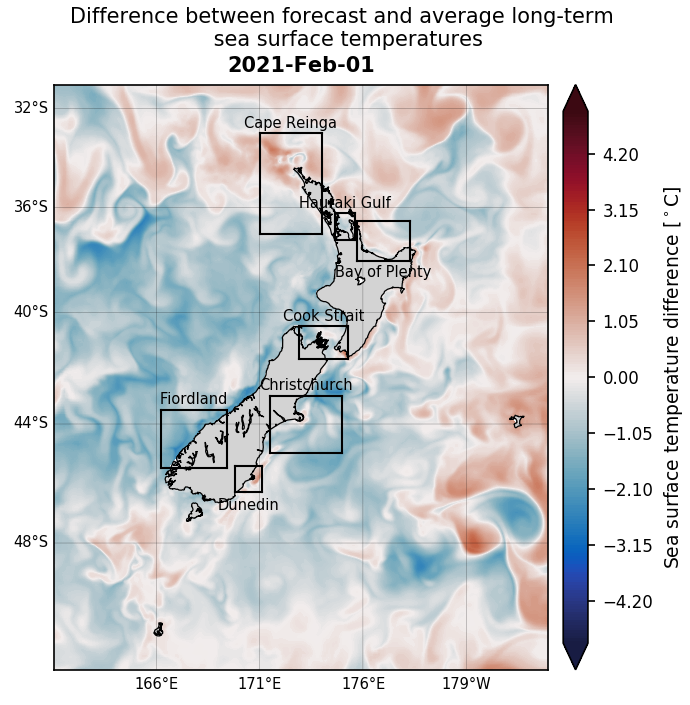 Difference between forecast and average long-term
sea surface temperatures
2021-Feb-01
32°S
36°S
40°S
44°S
48°S
Cape Reinga
Hauraki Gulf
Bay of Plenty
Cook Strait
Christchurch
Fiordland
Dunedin
166°E
171°E
176°E
179°W
4.20
3.15
2.10
1.05
0.00
−1.05
−2.10
−3.15
−4.20
Sea surface temperature difference [°C]